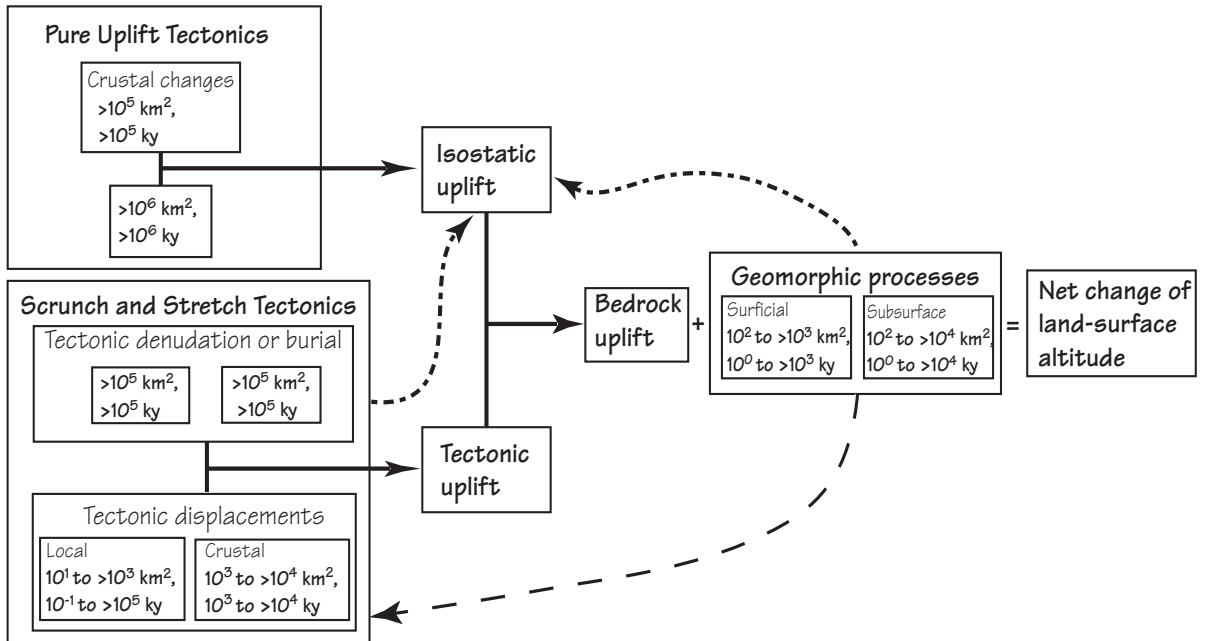 Pure Uplift Tectonics
Crustal changes
>10⁵ km²,
>10⁵ ky
>10⁶ km²,
>10⁶ ky
Scrunch and Stretch Tectonics
Tectonic denudation or burial
>10⁵ km²,
>10⁵ ky
>10⁵ km²,
>10⁵ ky
Tectonic displacements
Local
10¹ to >10³ km²,
10⁻¹ to >10⁵ ky
Crustal
10³ to >10⁴ km²,
10³ to >10⁴ ky
Isostatic
uplift
Tectonic
uplift
Bedrock
uplift
+
Geomorphic processes
Surficial
10² to >10³ km²,
10⁰ to >10³ ky
Subsurface
10² to >10⁴ km²,
10⁰ to >10⁴ ky
=
Net change of
land-surface
altitude